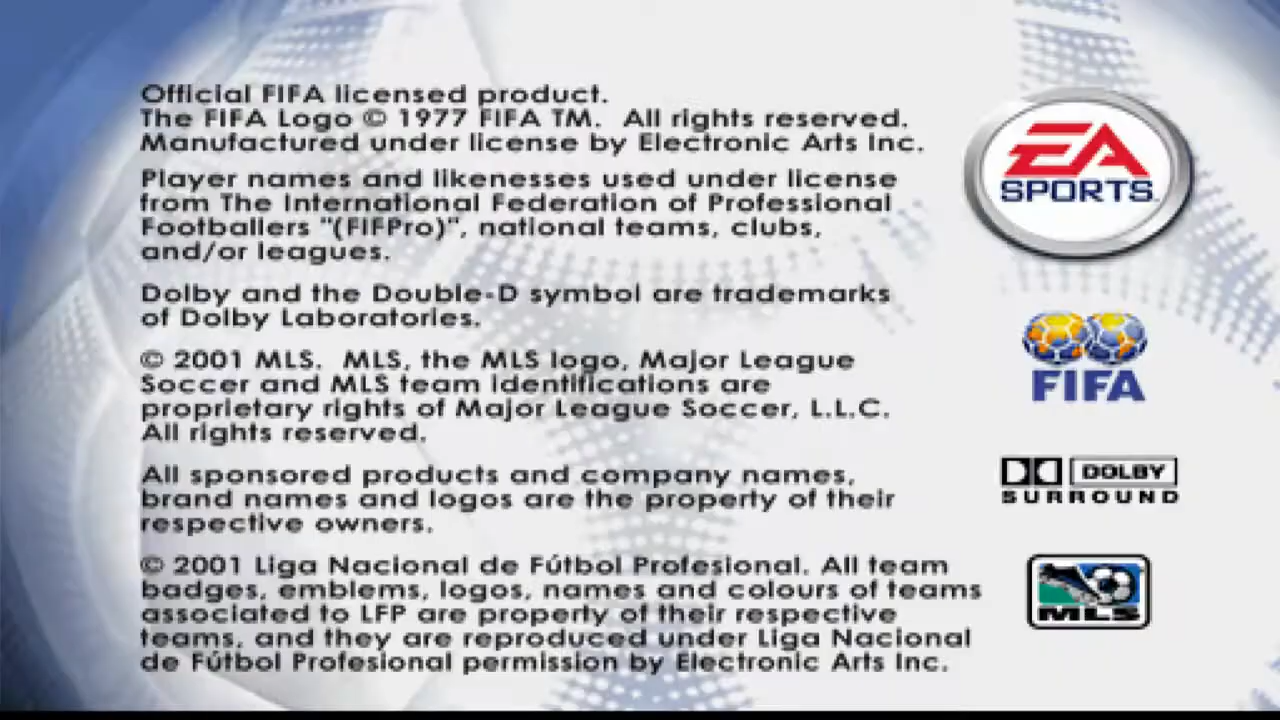 Official FIFA licensed product.
The FIFA Logo © 1977 FIFA TM.  All rights reserved.
Manufactured under license by Electronic Arts Inc.
Player names and likenesses used under license
from The International Federation of Professional
Footballers "(FIFPro)", national teams, clubs,
and/or leagues.
Dolby and the Double-D symbol are trademarks
of Dolby Laboratories.
© 2001 MLS.  MLS, the MLS logo, Major League
Soccer and MLS team identifications are
proprietary rights of Major League Soccer, L.L.C.
All rights reserved.
All sponsored products and company names,
brand names and logos are the property of their
respective owners.
© 2001 Liga Nacional de Fútbol Profesional. All team
badges, emblems, logos, names and colours of teams
associated to LFP are property of their respective
teams, and they are reproduced under Liga Nacional
de Fútbol Profesional permission by Electronic Arts Inc.
EA
SPORTS
FIFA
DOLBY
SURROUND
MLS